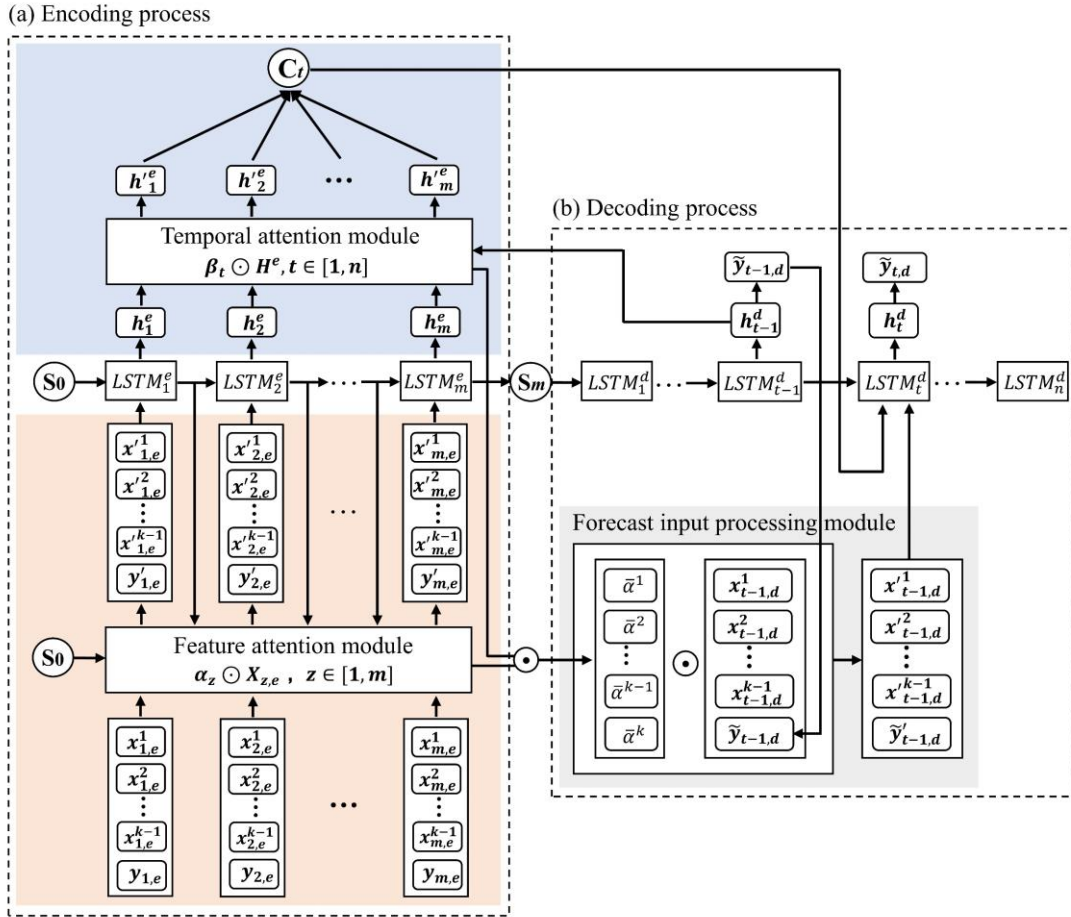 (a) Encoding process
C_t
h'^e_1 h'^e_2 ... h'^e_m
Temporal attention module
β_t ⊙ H^e, t ∈ [1, n]
h^e_1 h^e_2 h^e_m
S0 LSTM^e_1 LSTM^e_2 ... LSTM^e_m S_m
x'^1_{1,e} x'^1_{2,e} x'^1_{m,e}
x'^2_{1,e} x'^2_{2,e} x'^2_{m,e}
⋮ ⋮ ... ⋮
x'^{k-1}_{1,e} x'^{k-1}_{2,e} x'^{k-1}_{m,e}
y'_{1,e} y'_{2,e} y'_{m,e}
S0
Feature attention module
α_z ⊙ X_{z,e} , z ∈ [1, m]
x^1_{1,e} x^1_{2,e} x^1_{m,e}
x^2_{1,e} x^2_{2,e} x^2_{m,e}
⋮ ⋮ ... ⋮
x^{k-1}_{1,e} x^{k-1}_{2,e} x^{k-1}_{m,e}
y_{1,e} y_{2,e} y_{m,e}
(b) Decoding process
ỹ_{t-1,d} ỹ_{t,d}
h^d_{t-1} h^d_t
LSTM^d_1 ... LSTM^d_{t-1} LSTM^d_t ... LSTM^d_n
Forecast input processing module
ᾱ^1 x^1_{t-1,d} x'^1_{t-1,d}
ᾱ^2 x^2_{t-1,d} x'^2_{t-1,d}
⊙ ⋮ ⊙ ⋮ ⋮
ᾱ^{k-1} x^{k-1}_{t-1,d} x'^{k-1}_{t-1,d}
ᾱ^k ỹ_{t-1,d} ỹ'_{t-1,d}